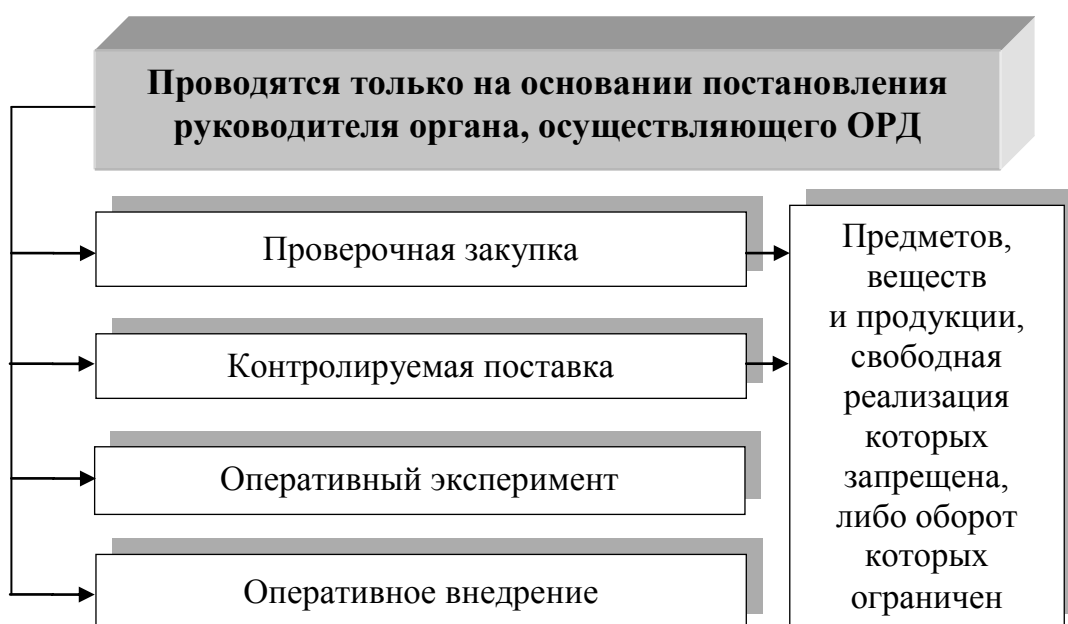 Проводятся только на основании постановления
руководителя органа, осуществляющего ОРД
Проверочная закупка
Контролируемая поставка
Оперативный эксперимент
Оперативное внедрение
Предметов,
веществ
и продукции,
свободная
реализация
которых
запрещена,
либо оборот
которых
ограничен